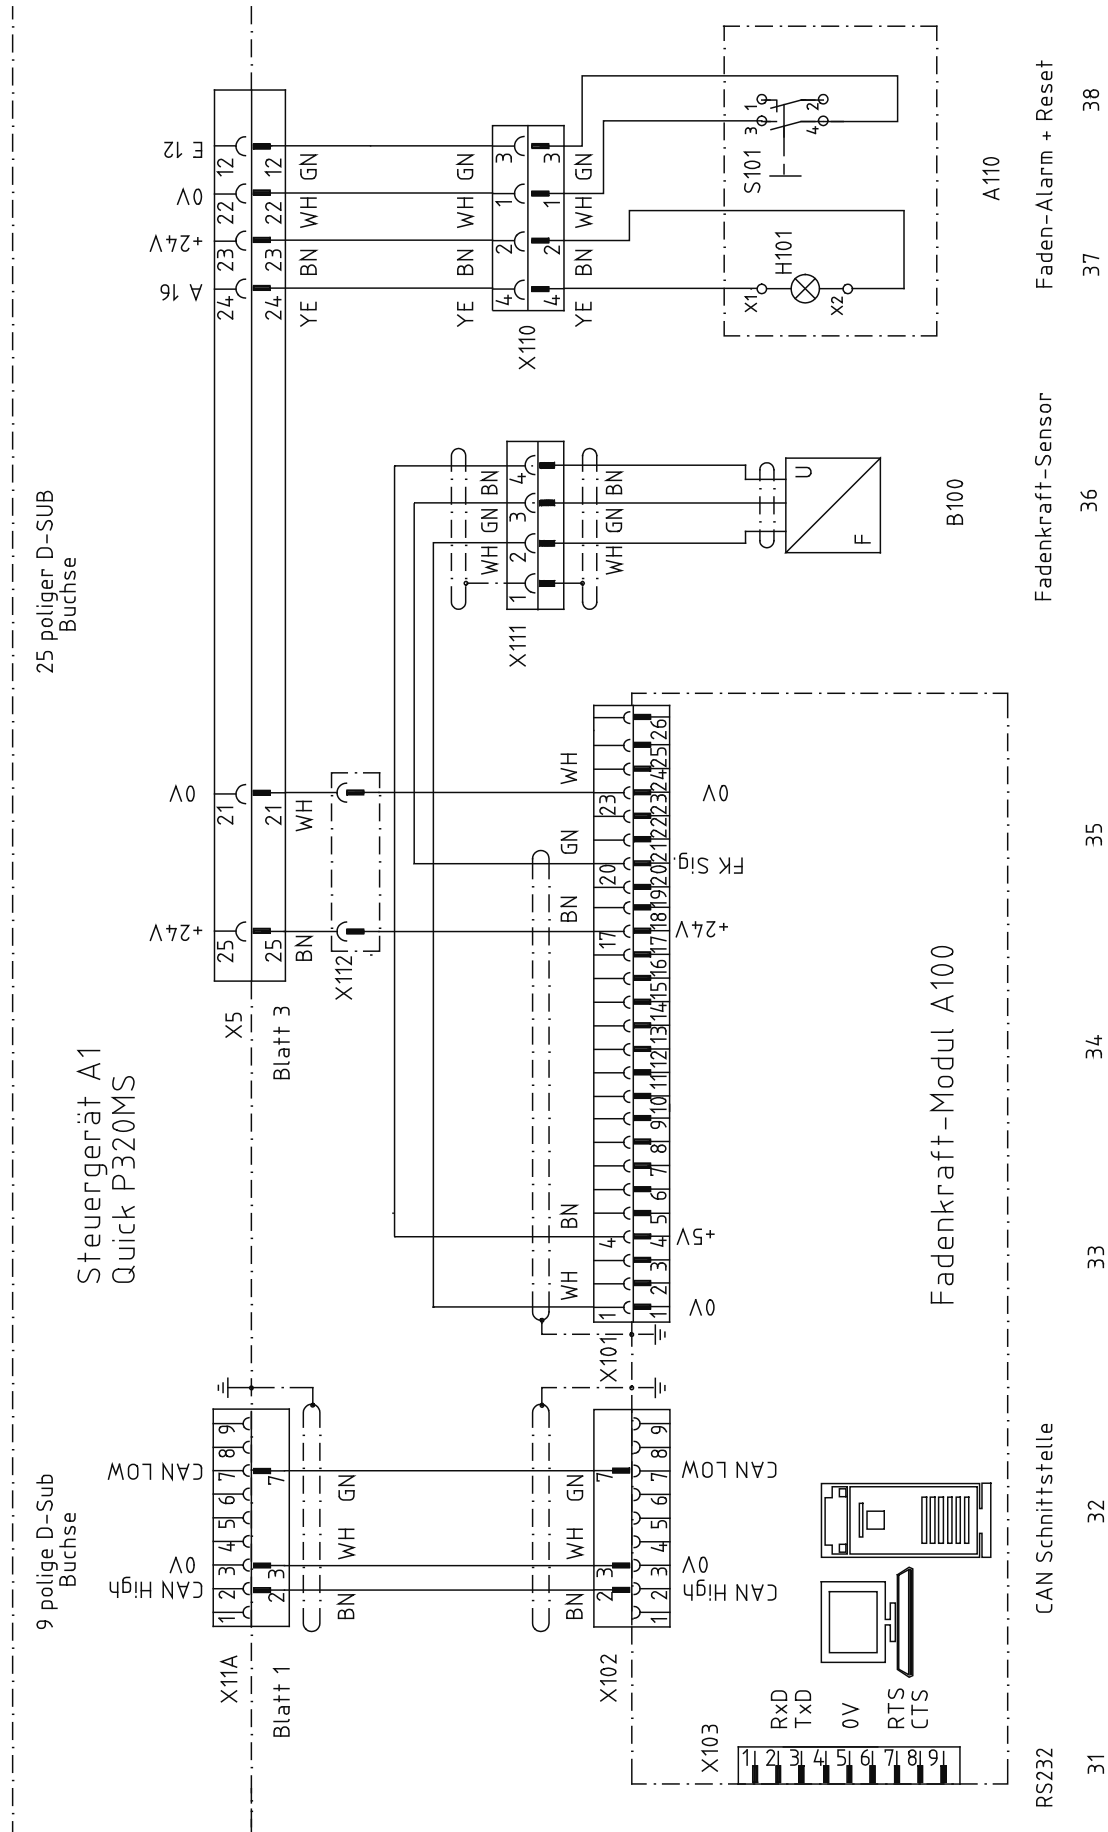 9 polige D-Sub
Buchse
25 poliger D-SUB
Buchse
Steuergerät A1
Quick P320MS
CAN High
0V
CAN LOW
+24V
0V
A 16
+24V
0V
E 12
X11A
1 2 3 4 5 6 7 8 9
X5
25 21 24 23 22 12
Blatt 1
2 3 7
Blatt 3
25 21 24 23 22 12
BN WH GN
BN WH
YE BN WH GN
X112
YE BN WH GN
WH GN BN
X110
4 2 1 3
4 2 1 3
X111
1 2 3 4
YE BN WH GN
WH GN BN
BN WH GN
WH BN BN GN WH
X102
2 3 7
1 2 3 4 5 6 7 8 9
X101
1 4 17 20 23
1 2 3 4 5 6 7 8 9 10 11 12 13 14 15 16 17 18 19 20 21 22 22 23 24 25 26
CAN High
0V
CAN LOW
0V
+5V
+24V
FK Sig.
0V
X103
1 2 3 4 5 6 7 8 9
RxD
TxD
0V
RTS
CTS
X1
H101
X2
S101
3 1
4 2
U
F
Fadenkraft-Modul A100
B100
A110
RS232
CAN Schnittstelle
Fadenkraft-Sensor
Faden-Alarm + Reset
31 32 33 34 35 36 37 38